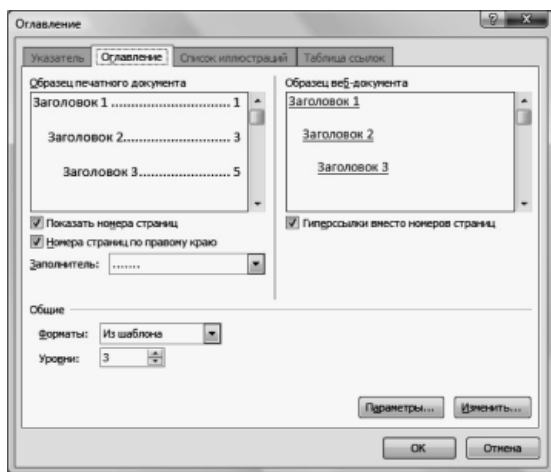 Оглавление
Указатель Оглавление Список иллюстраций Таблица ссылок
Образец печатного документа
Заголовок 1 ................................ 1
Заголовок 2......................... 3
Заголовок 3...................... 5
Показать номера страниц
Номера страниц по правому краю
Заполнитель: .......
Образец веб-документа
Заголовок 1
Заголовок 2
Заголовок 3
Гиперссылки вместо номеров страниц
Общие
Форматы: Из шаблона
Уровни: 3
Параметры... Изменить...
ОК Отмена